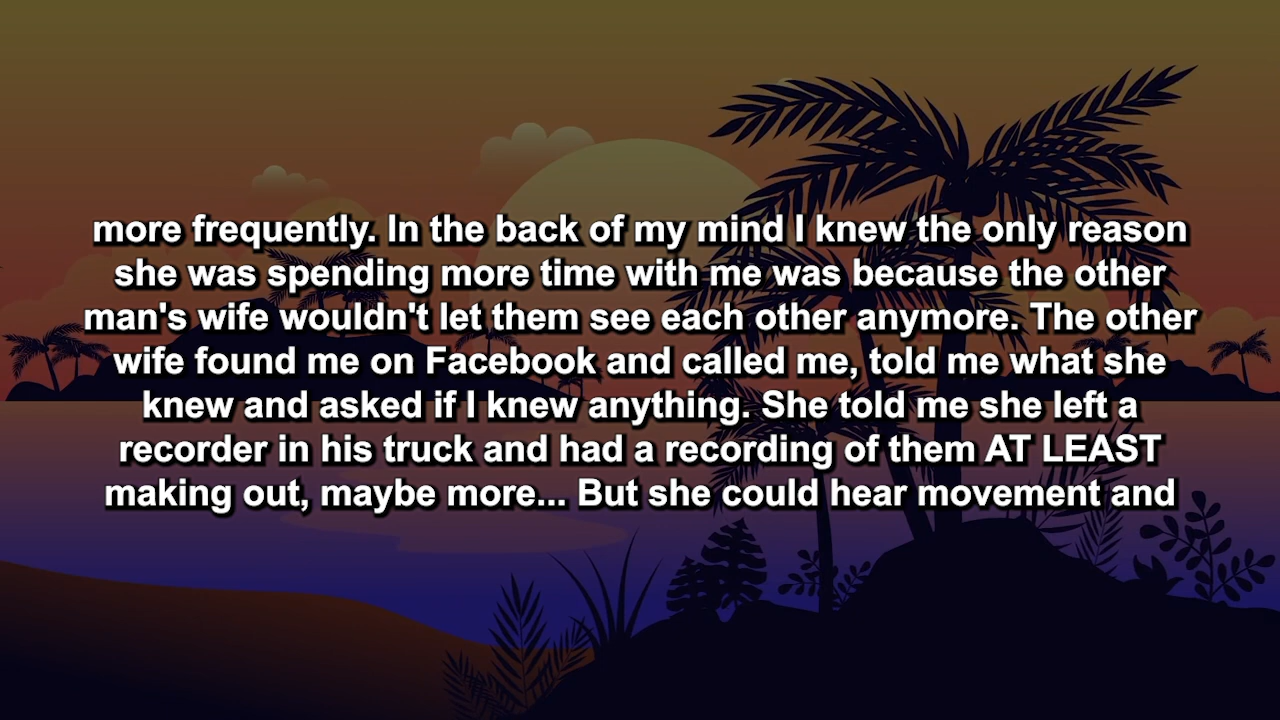 more frequently. In the back of my mind I knew the only reason
she was spending more time with me was because the other
man's wife wouldn't let them see each other anymore. The other
wife found me on Facebook and called me, told me what she
knew and asked if I knew anything. She told me she left a
recorder in his truck and had a recording of them AT LEAST
making out, maybe more... But she could hear movement and